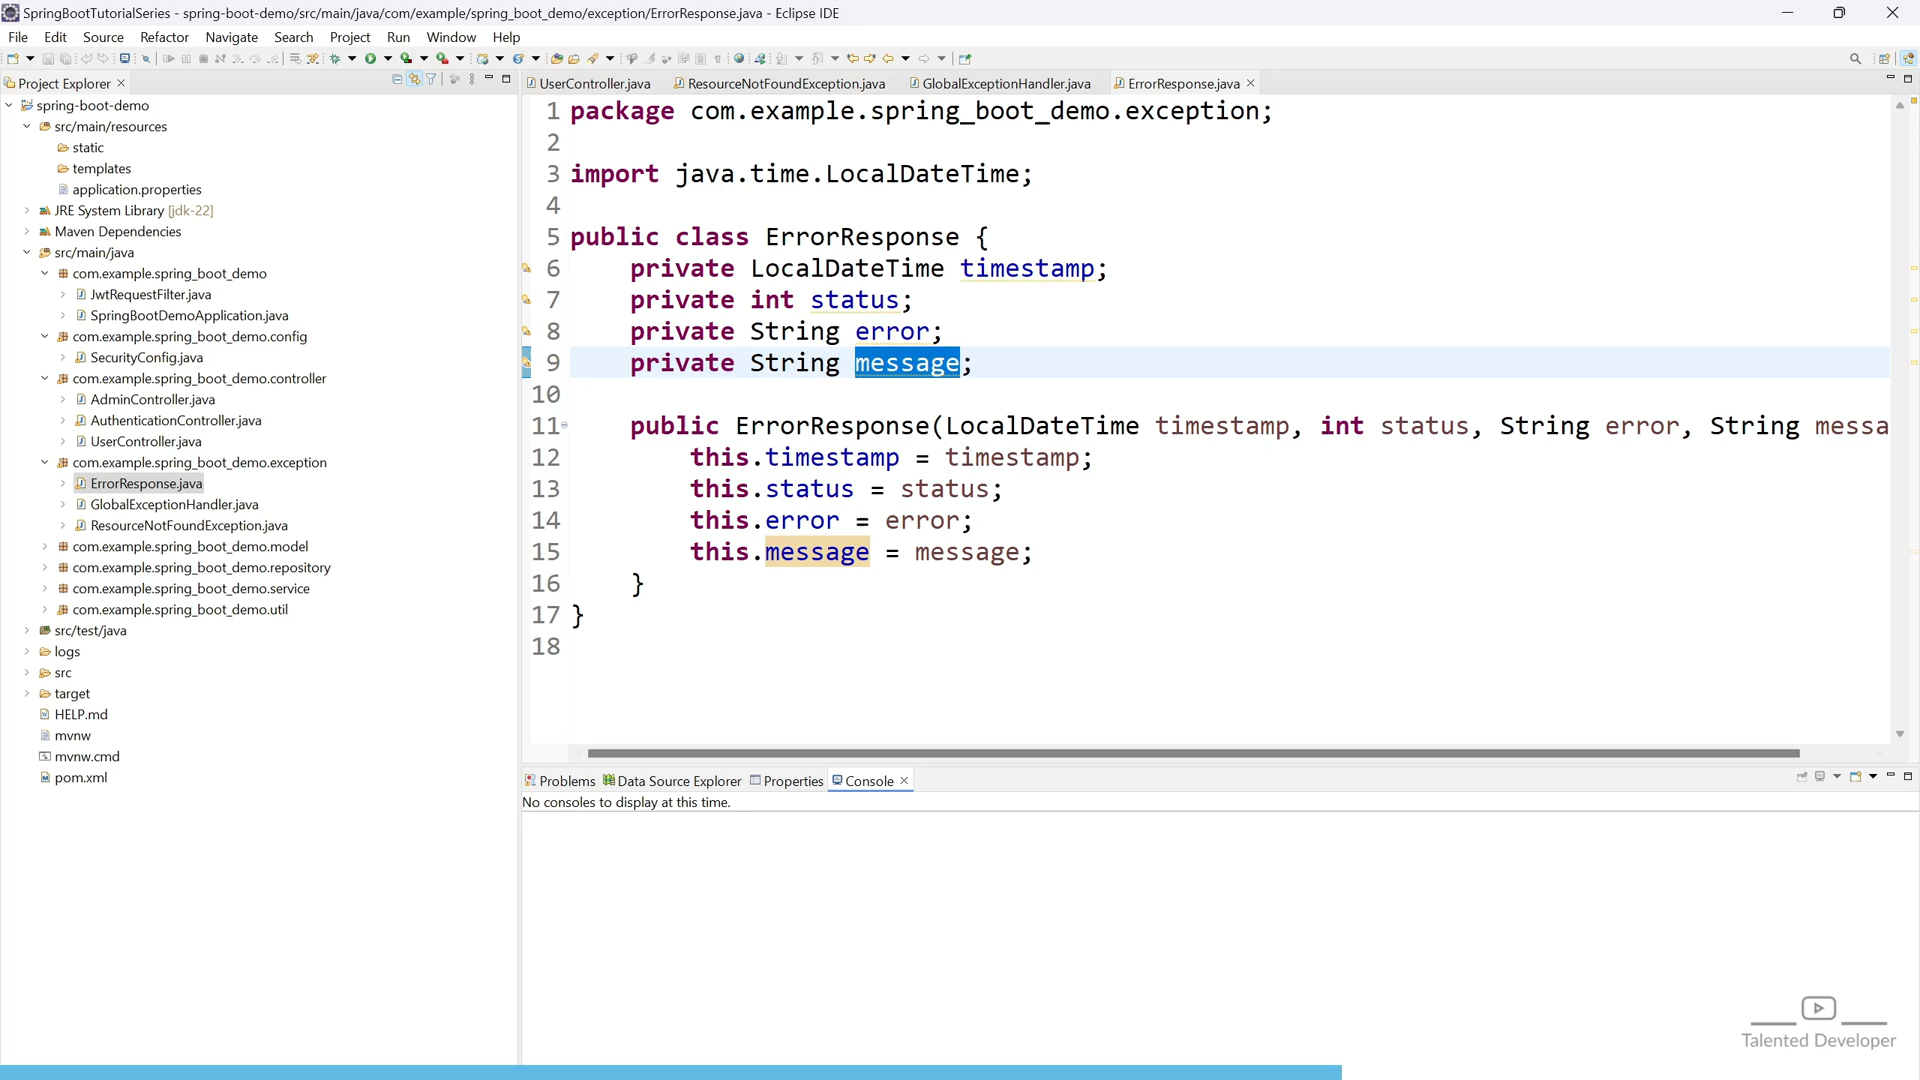 SpringBootTutorialSeries - spring-boot-demo/src/main/java/com/example/spring_boot_demo/exception/ErrorResponse.java - Eclipse IDE
File Edit Source Refactor Navigate Search Project Run Window Help
Project Explorer
spring-boot-demo
src/main/resources
static
templates
application.properties
JRE System Library [jdk-22]
Maven Dependencies
src/main/java
com.example.spring_boot_demo
JwtRequestFilter.java
SpringBootDemoApplication.java
com.example.spring_boot_demo.config
SecurityConfig.java
com.example.spring_boot_demo.controller
AdminController.java
AuthenticationController.java
UserController.java
com.example.spring_boot_demo.exception
ErrorResponse.java
GlobalExceptionHandler.java
ResourceNotFoundException.java
com.example.spring_boot_demo.model
com.example.spring_boot_demo.repository
com.example.spring_boot_demo.service
com.example.spring_boot_demo.util
src/test/java
logs
src
target
HELP.md
mvnw
mvnw.cmd
pom.xml
UserController.java ResourceNotFoundException.java GlobalExceptionHandler.java ErrorResponse.java
1 package com.example.spring_boot_demo.exception;
2
3 import java.time.LocalDateTime;
4
5 public class ErrorResponse {
6 private LocalDateTime timestamp;
7 private int status;
8 private String error;
9 private String message;
10
11 public ErrorResponse(LocalDateTime timestamp, int status, String error, String messa
12 this.timestamp = timestamp;
13 this.status = status;
14 this.error = error;
15 this.message = message;
16 }
17 }
18
Problems Data Source Explorer Properties Console
No consoles to display at this time.
Talented Developer